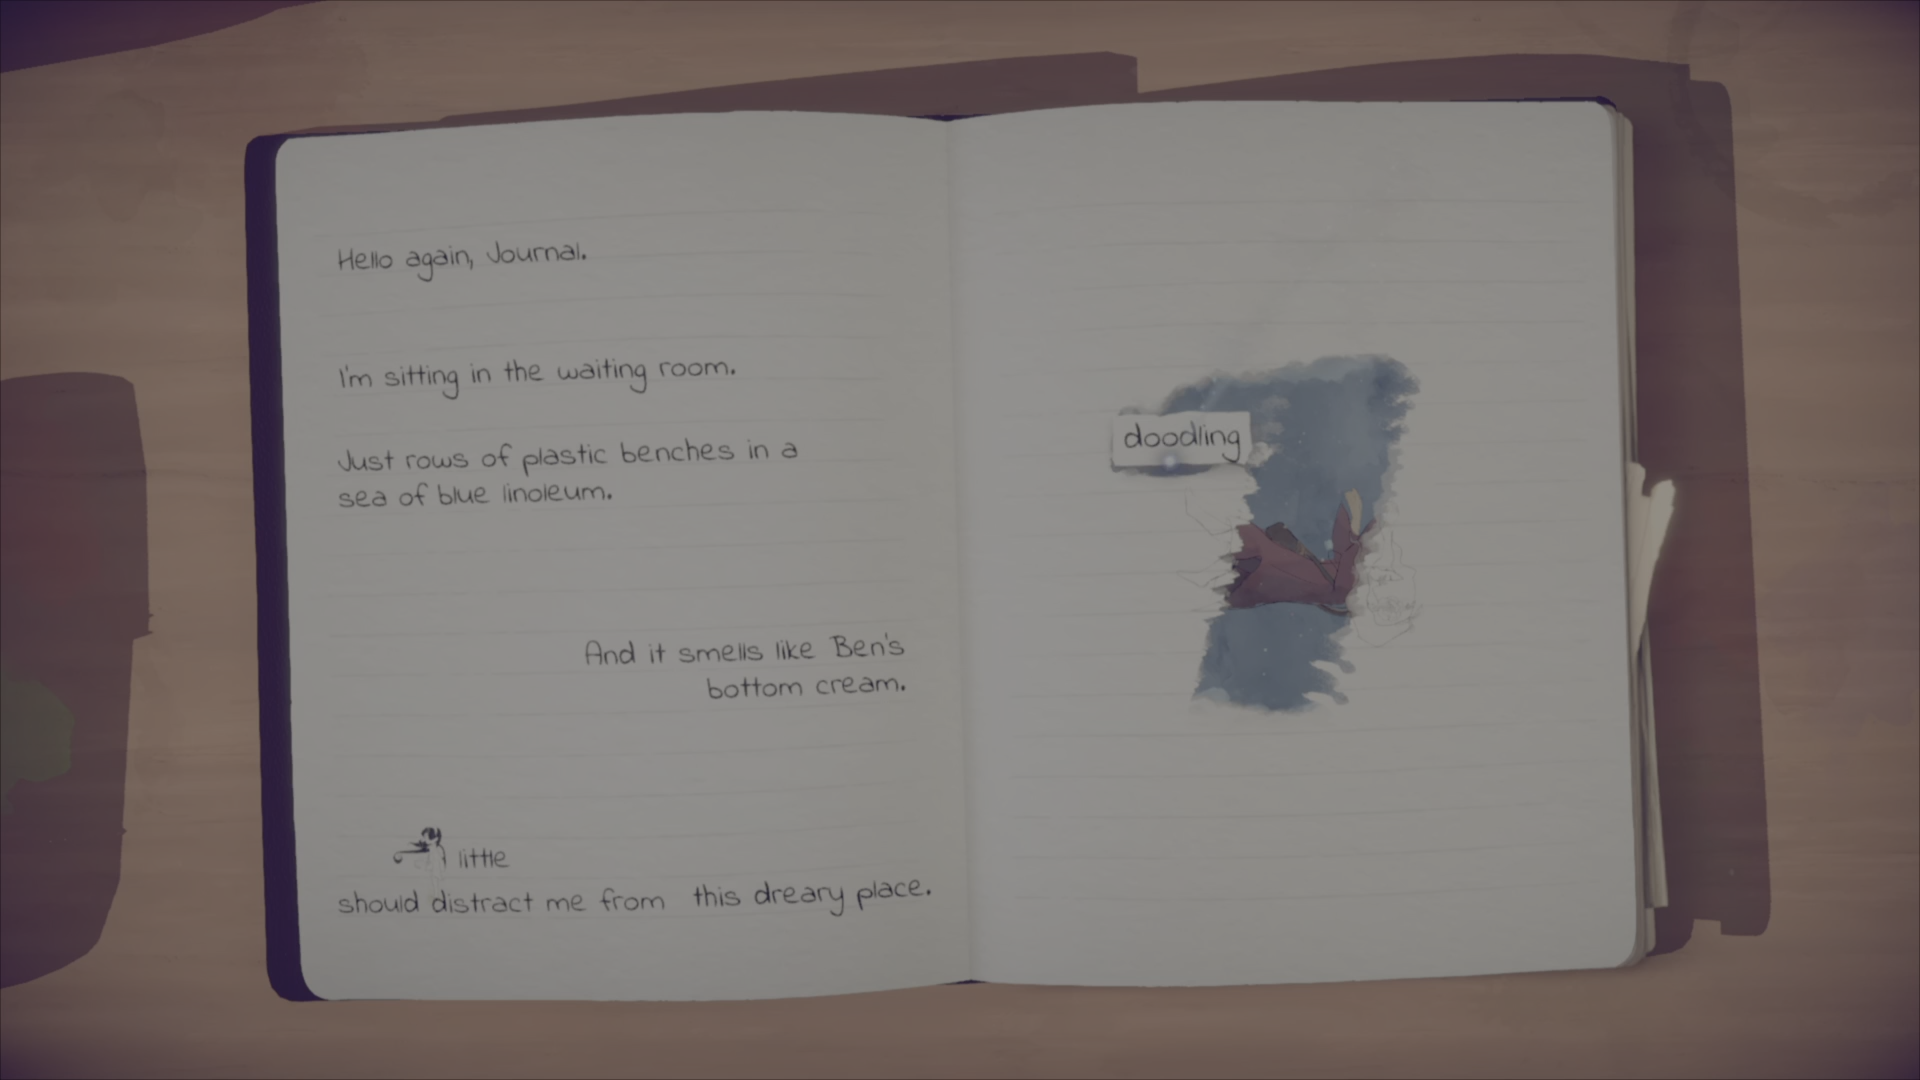 Hello again, Journal.
I'm sitting in the waiting room.
Just rows of plastic benches in a
sea of blue linoleum.
And it smells like Ben's
bottom cream.
little
should distract me from this dreary place.
doodling